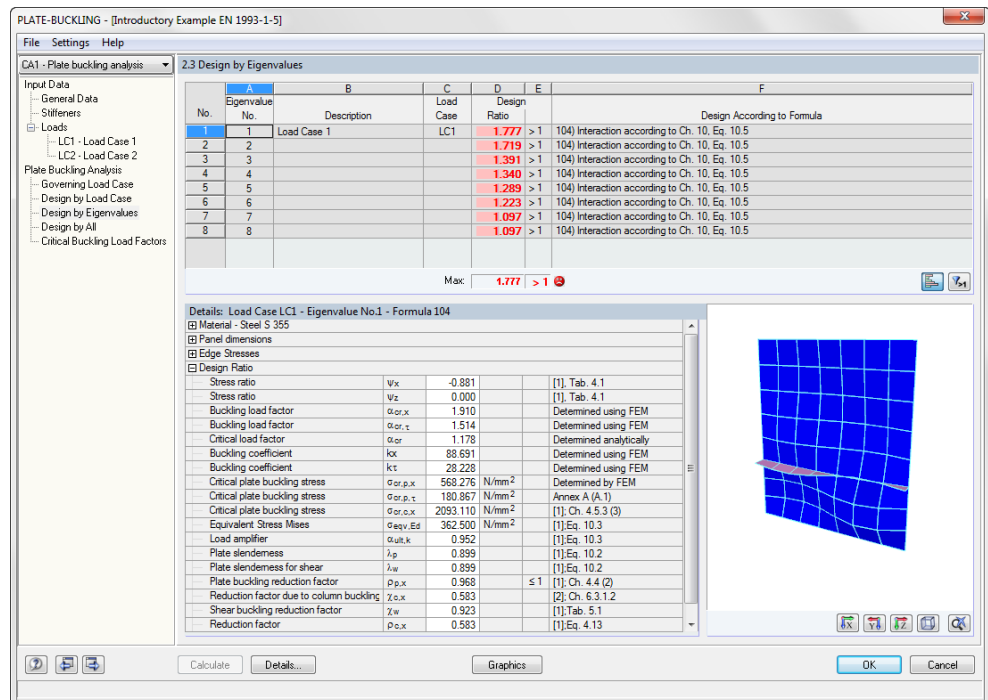 PLATE-BUCKLING - [Introductory Example EN 1993-1-5]
File Settings Help
CA1 - Plate buckling analysis
Input Data
General Data
Stiffeners
Loads
LC1 - Load Case 1
LC2 - Load Case 2
Plate Buckling Analysis
Governing Load Case
Design by Load Case
Design by Eigenvalues
Design by All
Critical Buckling Load Factors
2.3 Design by Eigenvalues
A B C D E F
Eigenvalue Load Design
No. No. Description Case Ratio Design According to Formula
1 1 Load Case 1 LC1 1.777 > 1 104) Interaction according to Ch. 10, Eq. 10.5
2 2 1.719 > 1 104) Interaction according to Ch. 10, Eq. 10.5
3 3 1.391 > 1 104) Interaction according to Ch. 10, Eq. 10.5
4 4 1.340 > 1 104) Interaction according to Ch. 10, Eq. 10.5
5 5 1.289 > 1 104) Interaction according to Ch. 10, Eq. 10.5
6 6 1.223 > 1 104) Interaction according to Ch. 10, Eq. 10.5
7 7 1.097 > 1 104) Interaction according to Ch. 10, Eq. 10.5
8 8 1.097 > 1 104) Interaction according to Ch. 10, Eq. 10.5
Max: 1.777 > 1
Details: Load Case LC1 - Eigenvalue No.1 - Formula 104
Material - Steel S 355
Panel dimensions
Edge Stresses
Design Ratio
Stress ratio ψx -0.881 [1], Tab. 4.1
Stress ratio ψz 0.000 [1], Tab. 4.1
Buckling load factor αcr,x 1.910 Determined using FEM
Buckling load factor αcr,τ 1.514 Determined using FEM
Critical load factor αcr 1.178 Determined analytically
Buckling coefficient kx 88.691 Determined using FEM
Buckling coefficient kτ 28.228 Determined using FEM
Critical plate buckling stress σcr,p,x 568.276 N/mm² Determined by FEM
Critical plate buckling stress σcr,p,τ 180.867 N/mm² Annex A (A.1)
Critical plate buckling stress σcr,c,x 2093.110 N/mm² [1]; Ch. 4.5.3 (3)
Equivalent Stress Mises σeqv,Ed 362.500 N/mm² [1];Eq. 10.3
Load amplifier αult,k 0.952 [1];Eq. 10.3
Plate slenderness λp 0.899 [1];Eq. 10.2
Plate slenderness for shear λw 0.899 [1];Eq. 10.2
Plate buckling reduction factor ρp,x 0.968 ≤ 1 [1]; Ch. 4.4 (2)
Reduction factor due to column buckling χc,x 0.583 [2]; Ch. 6.3.1.2
Shear buckling reduction factor χw 0.923 [1];Tab. 5.1
Reduction factor ρc,x 0.583 [1];Eq. 4.13
Calculate Details... Graphics OK Cancel